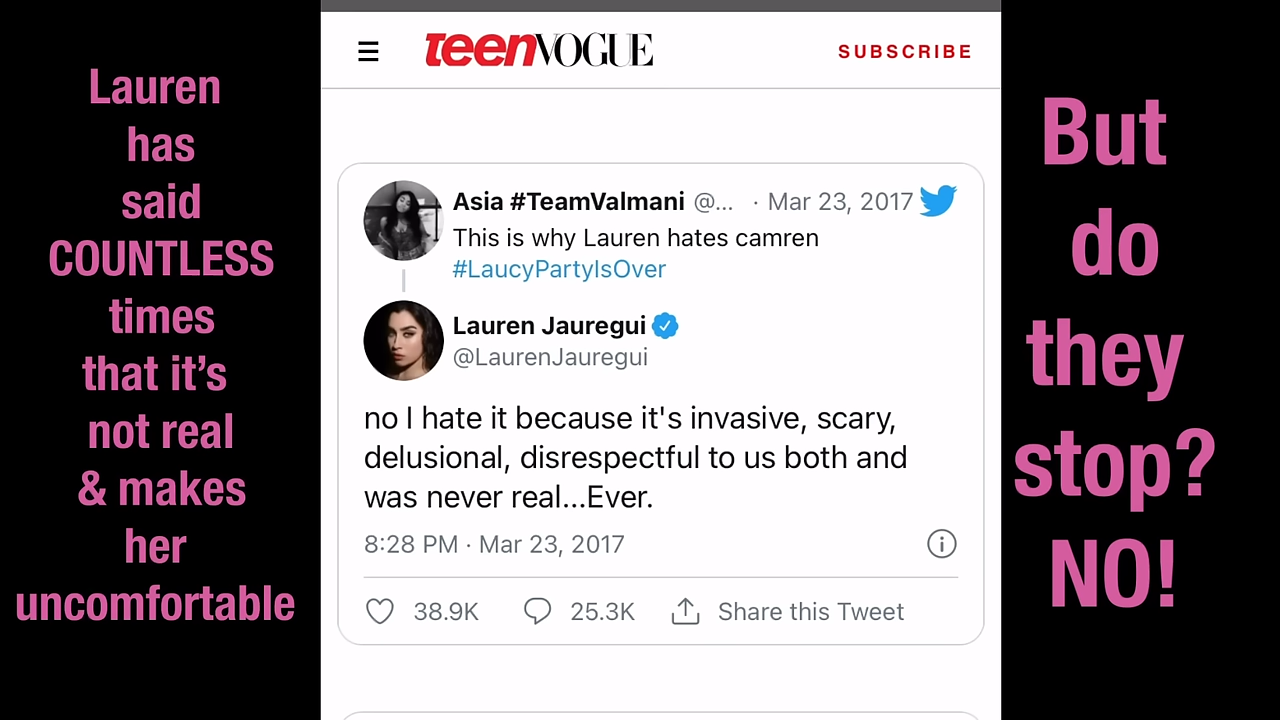 Lauren
has
said
COUNTLESS
times
that it’s
not real
& makes
her
uncomfortable
teenVOGUE
SUBSCRIBE
Asia #TeamValmani @... · Mar 23, 2017
This is why Lauren hates camren
#LaucyPartyIsOver
Lauren Jauregui
@LaurenJauregui
no I hate it because it's invasive, scary,
delusional, disrespectful to us both and
was never real...Ever.
8:28 PM · Mar 23, 2017
38.9K 25.3K Share this Tweet
But
do
they
stop?
NO!